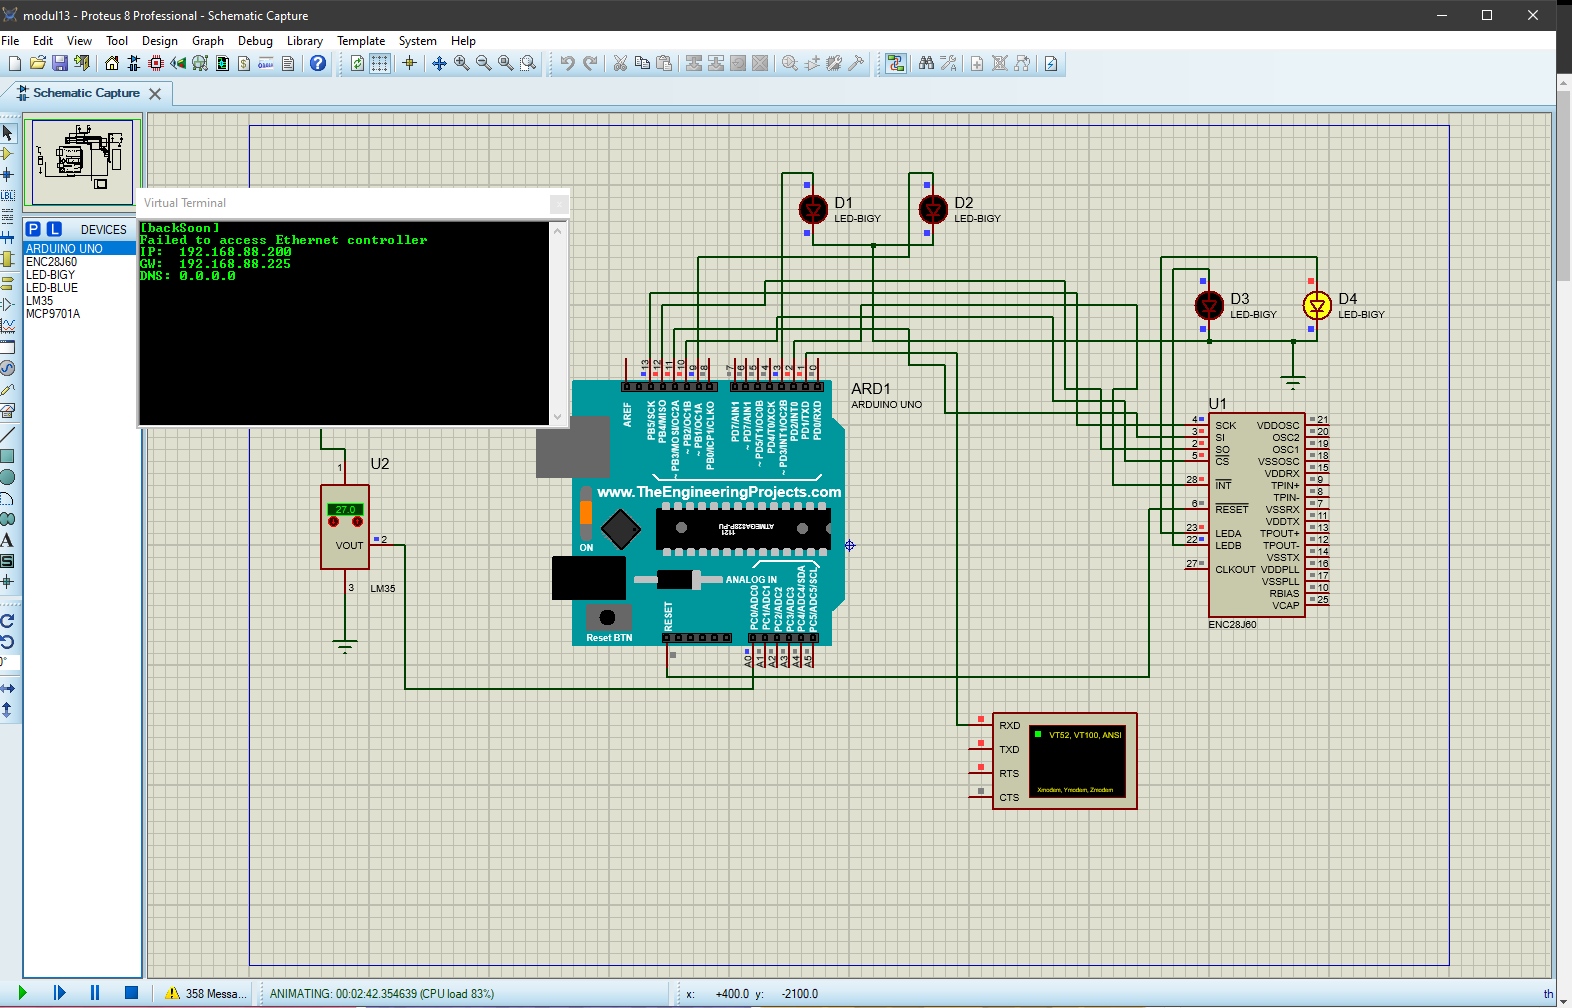 modul13 - Proteus 8 Professional - Schematic Capture
File Edit View Tool Design Graph Debug Library Template System Help
Schematic Capture
Virtual Terminal
[backSoon]
Failed to access Ethernet controller
IP: 192.168.88.200
GW: 192.168.88.225
DNS: 0.0.0.0
P L DEVICES
ARDUINO UNO
ENC28J60
LED-BIGY
LED-BLUE
LM35
MCP9701A
LBL
D1
LED-BIGY
D2
LED-BIGY
D3
LED-BIGY
D4
LED-BIGY
13 12 11 10 9 8 7 6 5 4 3 2 1 0
ARD1
ARDUINO UNO
AREF
PB5/SCK
PB4/MISO
~ PB3/MOSI/OC2A
~ PB2/OC1B
~ PB1/OC1A
PB0/ICP1/CLKO
PD7/AIN1
~ PD7/AIN1
~ PD5/T1/OC0B
PD4/T0/XCK
~ PD3/INT1/OC2B
PD2/INT0
PD1/TXD
PD0/RXD
www.TheEngineeringProjects.com
ATMEGA328P-PU
1121
ON
ANALOG IN
RESET
PC0/ADC0
PC1/ADC1
PC2/ADC2
PC3/ADC3
PC4/ADC4/SDA
PC5/ADC5/SCL
Reset BTN
A0 A1 A2 A3 A4 A5
U2
1
27.0
VOUT 2
3
LM35
U1
4 SCK VDDOSC 21
3 SI OSC2 20
2 SO OSC1 19
5 CS VSSOSC 18
VDDRX 15
28 INT TPIN+ 9
TPIN- 8
6 RESET VSSRX 7
VDDTX 11
23 LEDA TPOUT+ 13
22 LEDB TPOUT- 12
VSSTX 14
27 CLKOUT VDDPLL 16
VSSPLL 17
RBIAS 10
VCAP 25
ENC28J60
RXD
TXD
RTS
CTS
VT52, VT100, ANSI
Xmodem, Ymodem, Zmodem
358 Messa...
ANIMATING: 00:02:42.354639 (CPU load 83%)
x: +400.0 y: -2100.0
th